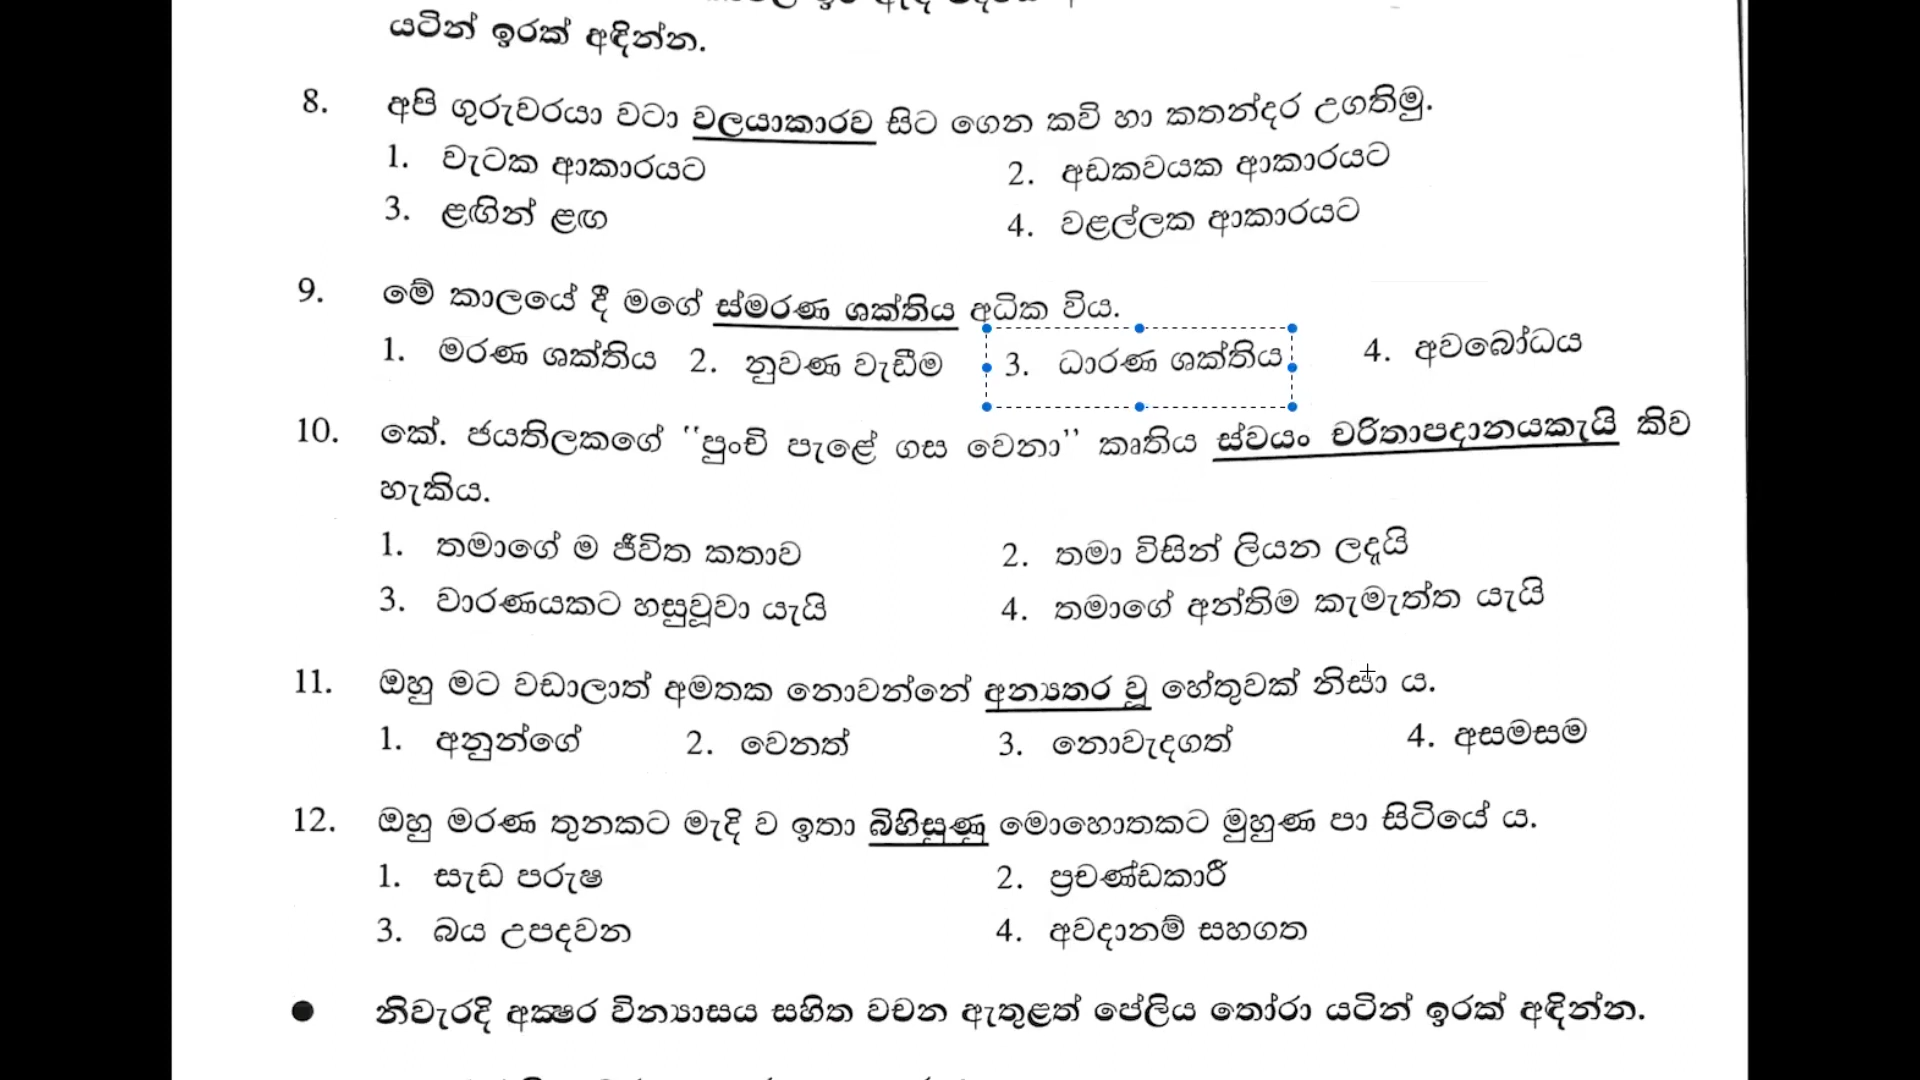 යටින් ඉරක් අඳින්න.
8. අපි ගුරුවරයා වටා වලයාකාරව සිට ගෙන කවි හා කතන්දර උගතිමු.
1. වැටක ආකාරයට 2. අඩකවයක ආකාරයට
3. ළඟින් ළඟ 4. වළල්ලක ආකාරයට
9. මේ කාලයේ දී මගේ ස්මරණ ශක්තිය අධික විය.
1. මරණ ශක්තිය 2. නුවණ වැඩීම 3. ධාරණ ශක්තිය 4. අවබෝධය
10. කේ. ජයතිලකගේ “පුංචි පැළේ ගස වෙනා” කෘතිය ස්වයං චරිතාපදානයකැයි කිව
හැකිය.
1. තමාගේ ම ජීවිත කතාව 2. තමා විසින් ලියන ලදැයි
3. වාරණයකට හසුවූවා යැයි 4. තමාගේ අන්තිම කැමැත්ත යැයි
11. ඔහු මට වඩාලාත් අමතක නොවන්නේ අන්‍යතර වූ හේතුවක් නිසා ය.
1. අනුන්ගේ 2. වෙනත් 3. නොවැදගත් 4. අසමසම
12. ඔහු මරණ තුනකට මැදි ව ඉතා බිහිසුණු මොහොතකට මුහුණ පා සිටියේ ය.
1. සැඩ පරුෂ 2. ප්‍රචණ්ඩකාරී
3. බය උපදවන 4. අවදානම් සහගත
● නිවැරදි අක්‍ෂර වින්‍යාසය සහිත වචන ඇතුළත් පේලිය තෝරා යටින් ඉරක් අඳින්න.